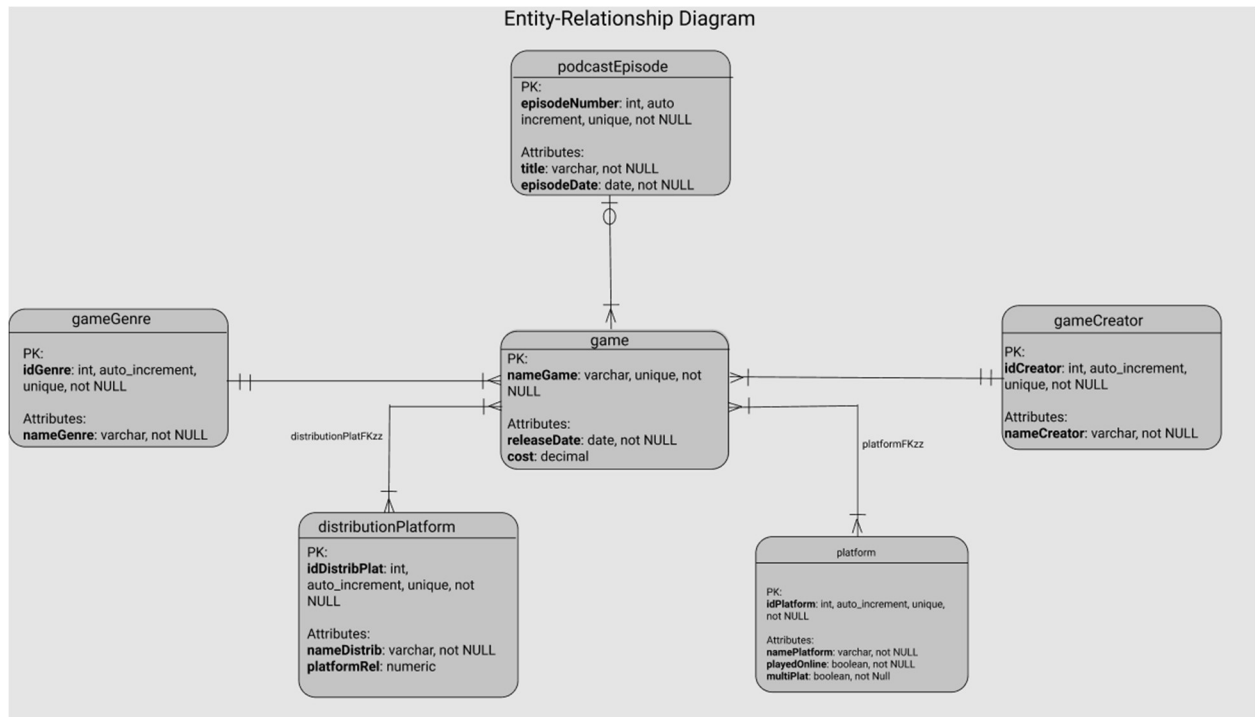 Entity-Relationship Diagram
podcastEpisode
PK:
episodeNumber: int, auto
increment, unique, not NULL
Attributes:
title: varchar, not NULL
episodeDate: date, not NULL
gameGenre
PK:
idGenre: int, auto_increment,
unique, not NULL
Attributes:
nameGenre: varchar, not NULL
game
PK:
nameGame: varchar, unique, not
NULL
Attributes:
releaseDate: date, not NULL
cost: decimal
gameCreator
PK:
idCreator: int, auto_increment,
unique, not NULL
Attributes:
nameCreator: varchar, not NULL
distributionPlatFKzz
platformFKzz
distributionPlatform
PK:
idDistribPlat: int,
auto_increment, unique, not
NULL
Attributes:
nameDistrib: varchar, not NULL
platformRel: numeric
platform
PK:
idPlatform: int, auto_increment, unique,
not NULL
Attributes:
namePlatform: varchar, not NULL
playedOnline: boolean, not NULL
multiPlat: boolean, not Null